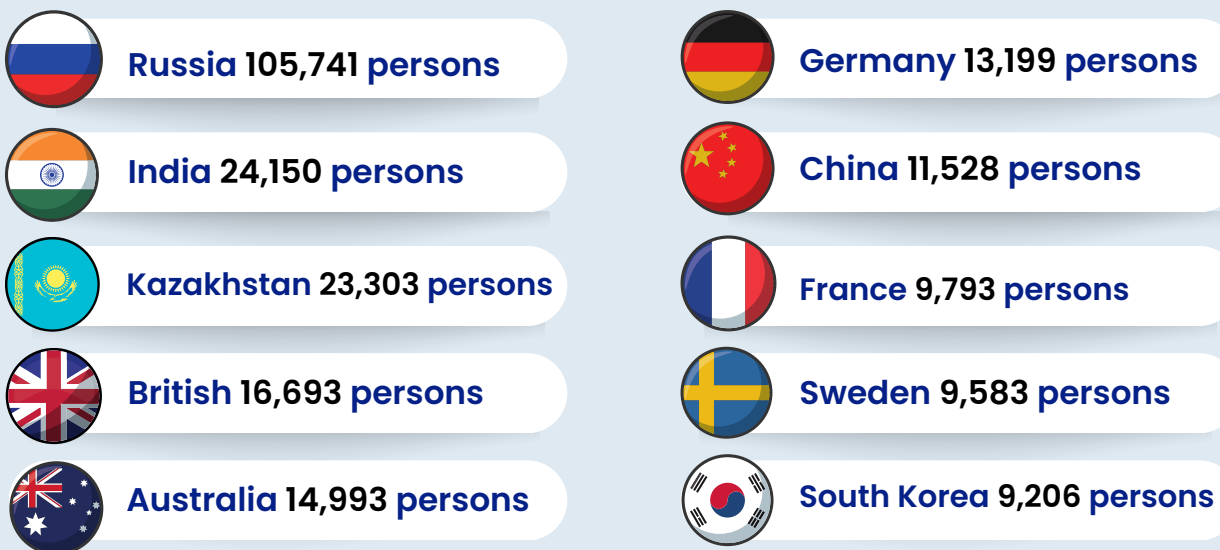 Russia 105,741 persons
India 24,150 persons
Kazakhstan 23,303 persons
British 16,693 persons
Australia 14,993 persons
Germany 13,199 persons
China 11,528 persons
France 9,793 persons
Sweden 9,583 persons
South Korea 9,206 persons